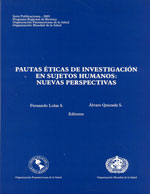 Serie Publicaciones - 2003
Programa Regional de Bioética
Organización Panamericana de la Salud
Organización Mundial de la Salud
PAUTAS ÉTICAS DE INVESTIGACIÓN
EN SUJETOS HUMANOS:
NUEVAS PERSPECTIVAS
Fernando Lolas S.
Álvaro Quezada S.
Editores
Organización Panamericana de la Salud
Organización Mundial de la Salud